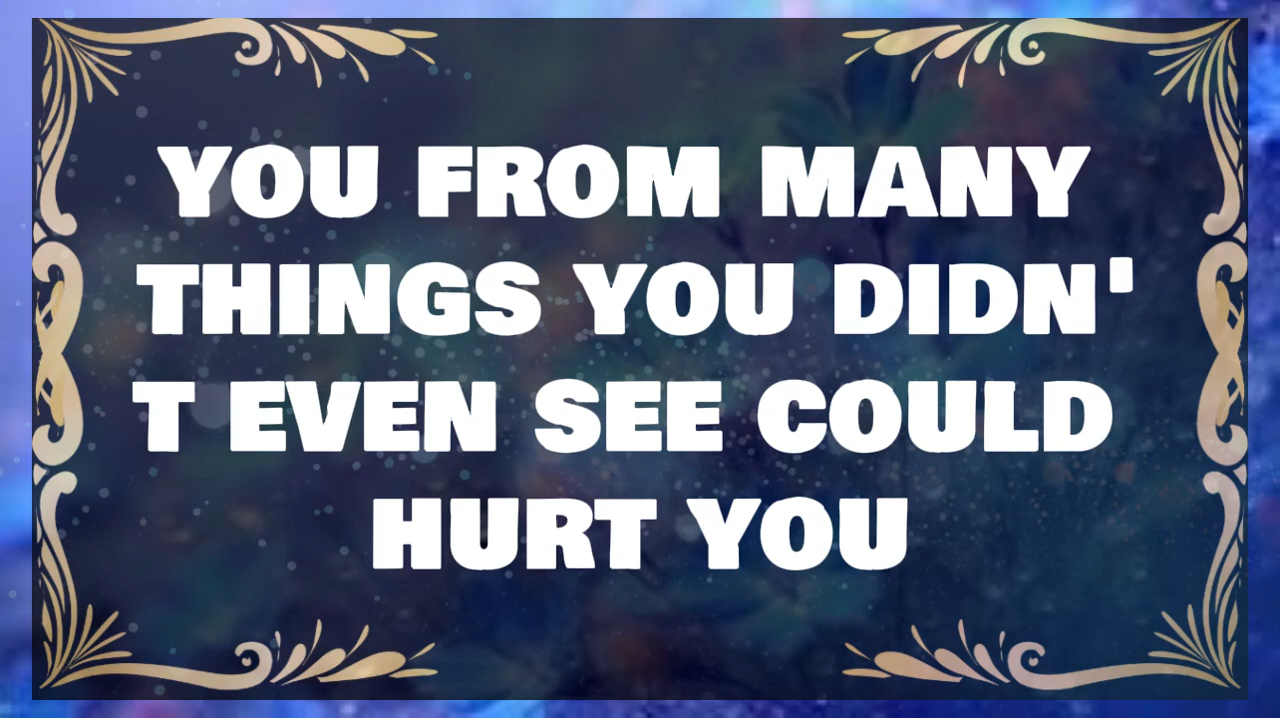 YOU FROM MANY
THINGS YOU DIDN'
T EVEN SEE COULD
HURT YOU